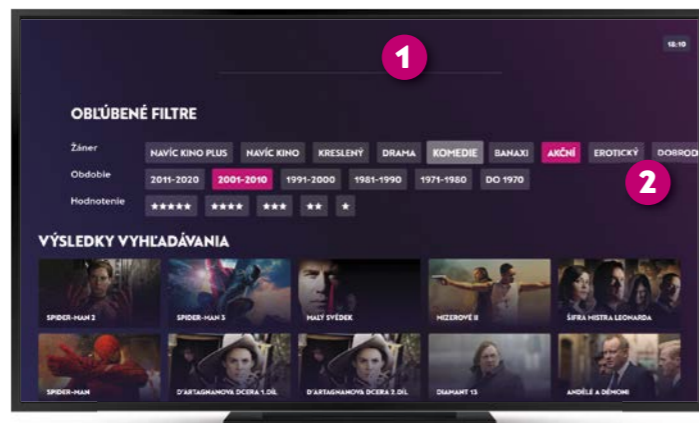 1
18:19
OBĽÚBENÉ FILTRE
Žáner NAVÍC KINO PLUS NAVÍC KINO KRESLENÝ DRAMA KOMEDIE BANAXI AKČNÍ EROTICKÝ DOBROD
2
Obdobie 2011-2020 2001-2010 1991-2000 1981-1990 1971-1980 DO 1970
Hodnotenie ★★★★★ ★★★★ ★★★ ★★ ★
VÝSLEDKY VYHĽADÁVANIA
SPIDER-MAN 2 SPIDER-MAN 3 MALÝ SVĚDEK MIZEROVÉ II ŠIFRA MISTRA LEONARDA
SPIDER-MAN D'ARTAGNANOVA DCERA 1.DÍL D'ARTAGNANOVA DCERA 2.DÍL DIAMANT 13 ANDĚLÉ A DÉMONI